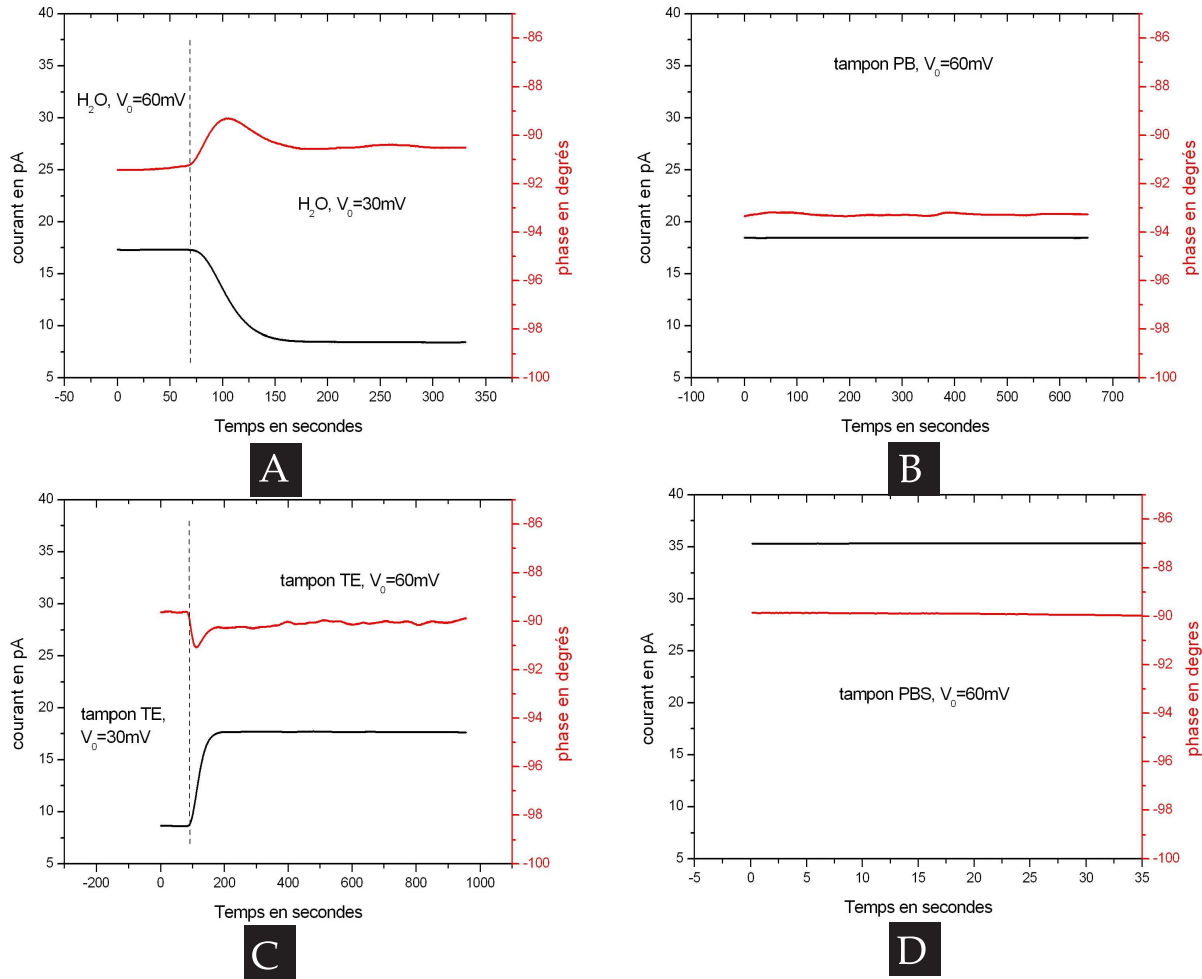 40
35
30
25
20
15
10
5
courant en pA
H2O, V0=60mV
H2O, V0=30mV
-86
-88
-90
-92
-94
-96
-98
-100
phase en degrés
-50 0 50 100 150 200 250 300 350
Temps en secondes
A
40
35
30
25
20
15
10
5
courant en pA
tampon PB, V0=60mV
-86
-88
-90
-92
-94
-96
-98
-100
phase en degrés
-100 0 100 200 300 400 500 600 700
Temps en secondes
B
40
35
30
25
20
15
10
5
courant en pA
tampon TE, V0=60mV
tampon TE,
V0=30mV
-86
-88
-90
-92
-94
-96
-98
-100
phase en degrés
-200 0 200 400 600 800 1000
Temps en secondes
C
40
35
30
25
20
15
10
5
courant en pA
tampon PBS, V0=60mV
-86
-88
-90
-92
-94
-96
-98
-100
phase en degres
-5 0 5 10 15 20 25 30 35
Temps en secondes
D